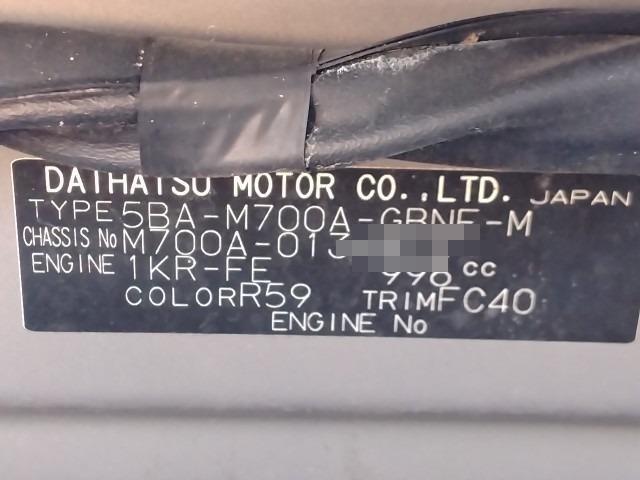 DAIHATSU MOTOR CO.,LTD. JAPAN
TYPE 5BA-M700A-GBNE-M
CHASSIS No M700A-013
ENGINE 1KR-FE 996 cc
COLOR R59 TRIM FC40
ENGINE No